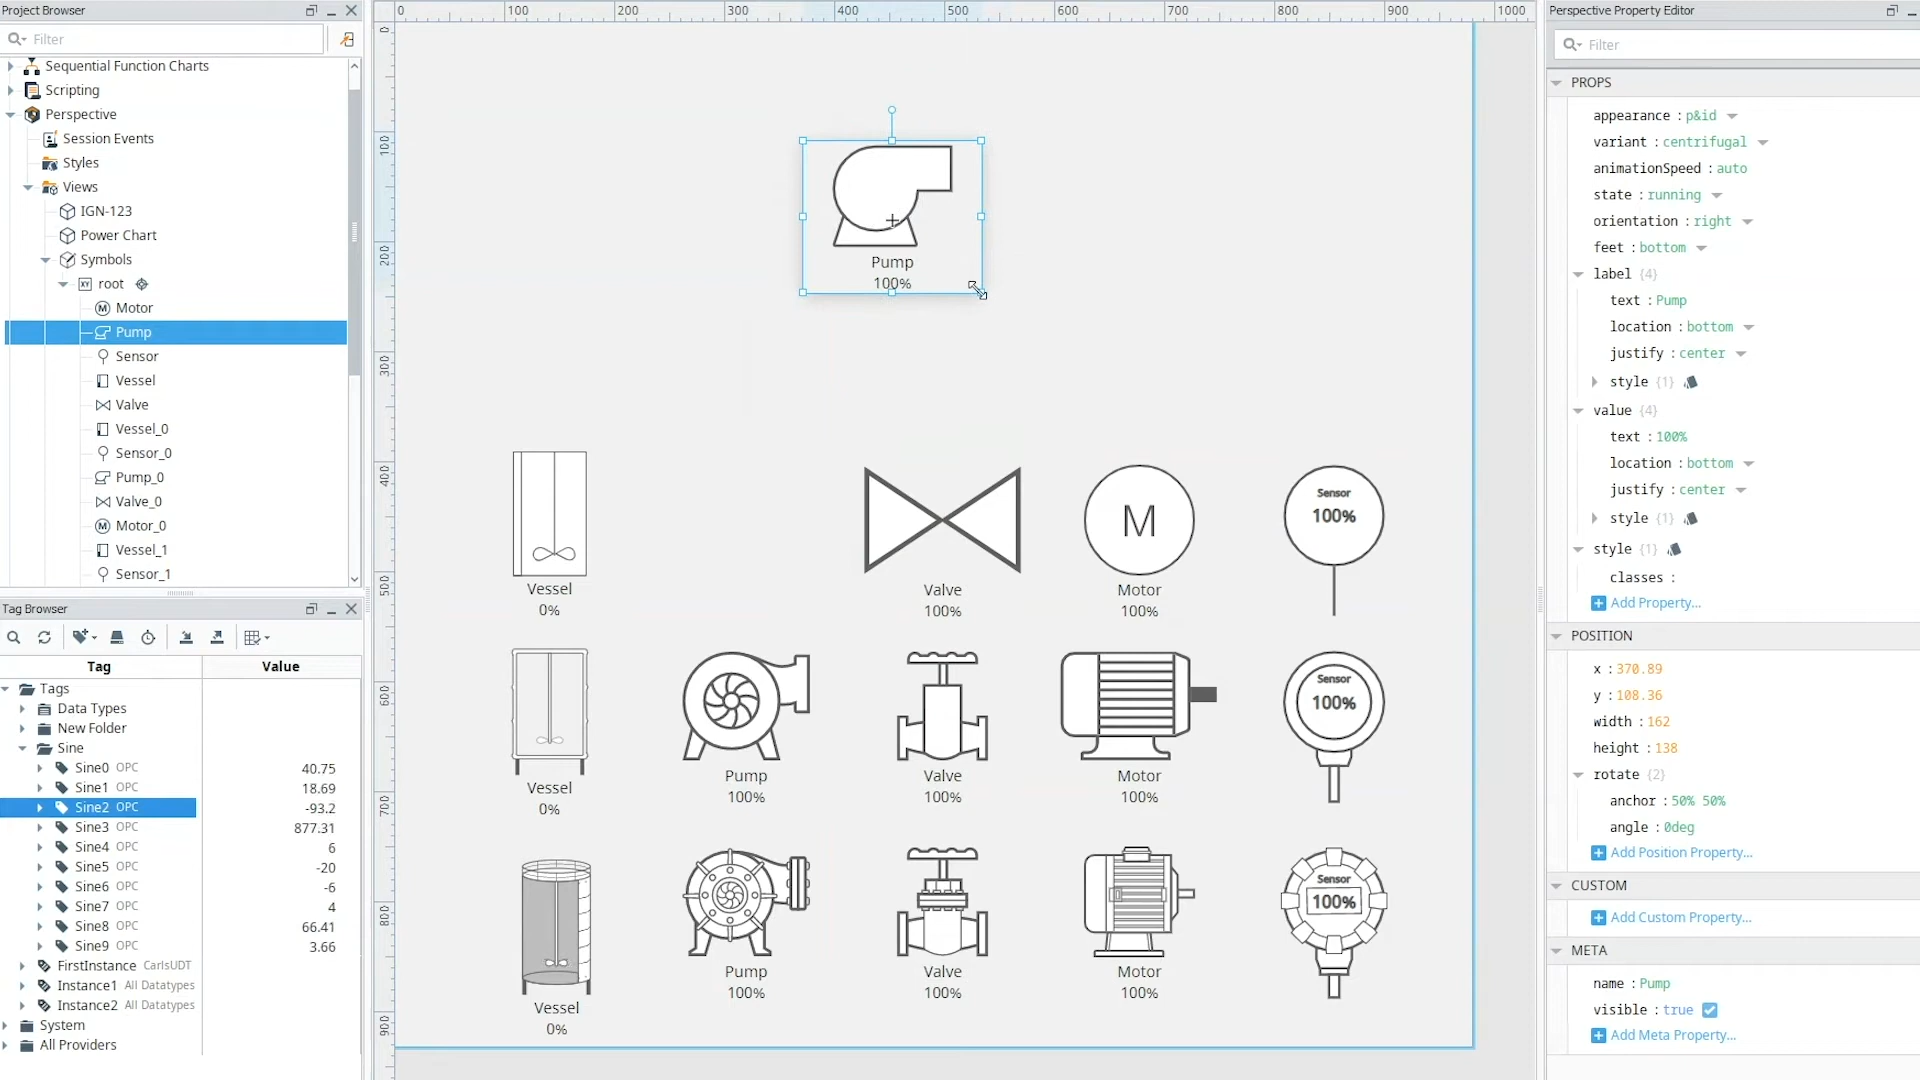 Project Browser
Filter
Sequential Function Charts
Scripting
Perspective
Session Events
Styles
Views
IGN-123
Power Chart
Symbols
root
Motor
Pump
Sensor
Vessel
Valve
Vessel_0
Sensor_0
Pump_0
Valve_0
Motor_0
Vessel_1
Sensor_1
Tag Browser
Tag Value
Tags
Data Types
New Folder
Sine
Sine0 OPC 40.75
Sine1 OPC 18.69
Sine2 OPC -93.2
Sine3 OPC 877.31
Sine4 OPC 6
Sine5 OPC -20
Sine6 OPC -6
Sine7 OPC 4
Sine8 OPC 66.41
Sine9 OPC 3.66
FirstInstance CarlsUDT
Instance1 All Datatypes
Instance2 All Datatypes
System
All Providers
0 100 200 300 400 500 600 700 800 900 1000
0
100
200
300
400
500
600
700
800
900
Pump
100%
Vessel
0%
Valve
100%
M
Motor
100%
Sensor
100%
Vessel
0%
Pump
100%
Valve
100%
Motor
100%
Sensor
100%
Vessel
0%
Pump
100%
Valve
100%
Motor
100%
Sensor
100%
Perspective Property Editor
Filter
PROPS
appearance : p&id
variant : centrifugal
animationSpeed : auto
state : running
orientation : right
feet : bottom
label {4}
text : Pump
location : bottom
justify : center
style {1}
value {4}
text : 100%
location : bottom
justify : center
style {1}
style {1}
classes :
Add Property...
POSITION
x : 370.89
y : 108.36
width : 162
height : 138
rotate {2}
anchor : 50% 50%
angle : 0deg
Add Position Property...
CUSTOM
Add Custom Property...
META
name : Pump
visible : true
Add Meta Property...